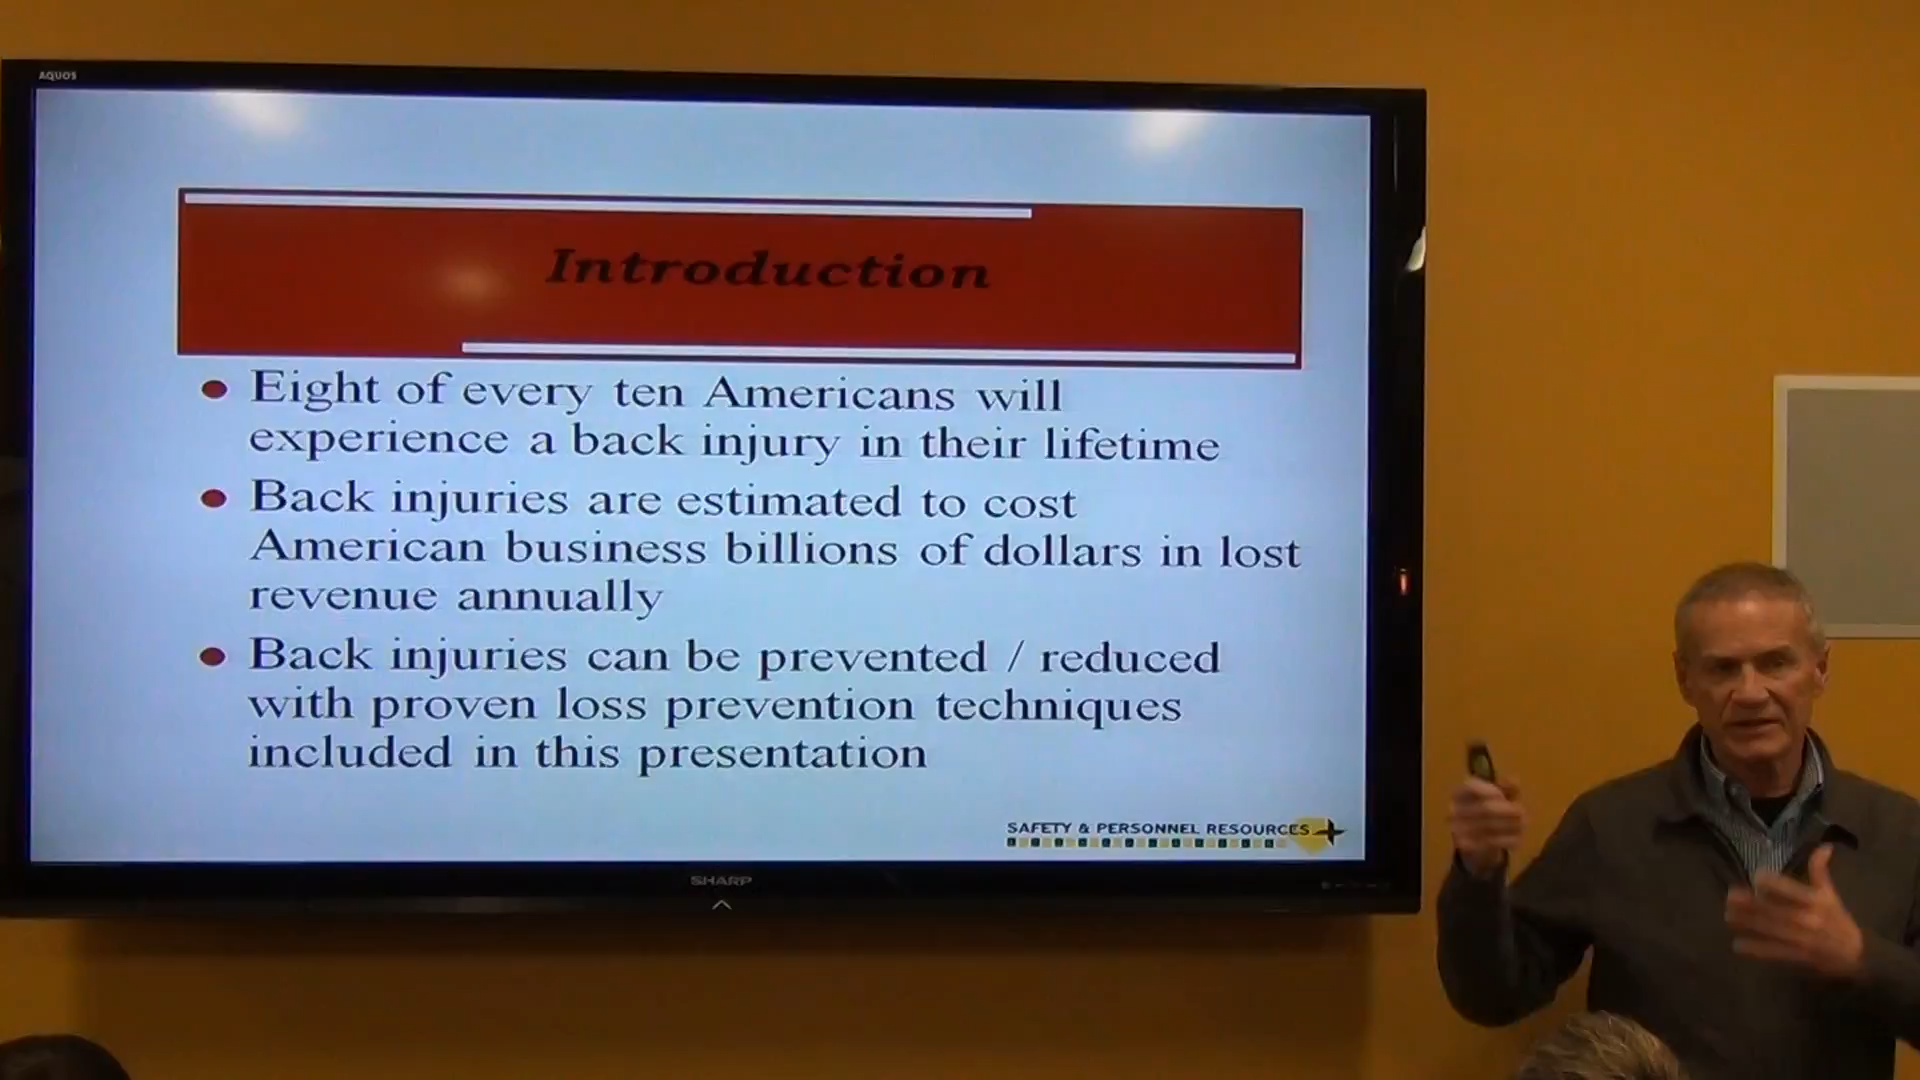 AQUOS
Introduction
Eight of every ten Americans will
experience a back injury in their lifetime
Back injuries are estimated to cost
American business billions of dollars in lost
revenue annually
Back injuries can be prevented / reduced
with proven loss prevention techniques
included in this presentation
SAFETY & PERSONNEL RESOURCES
SHARP